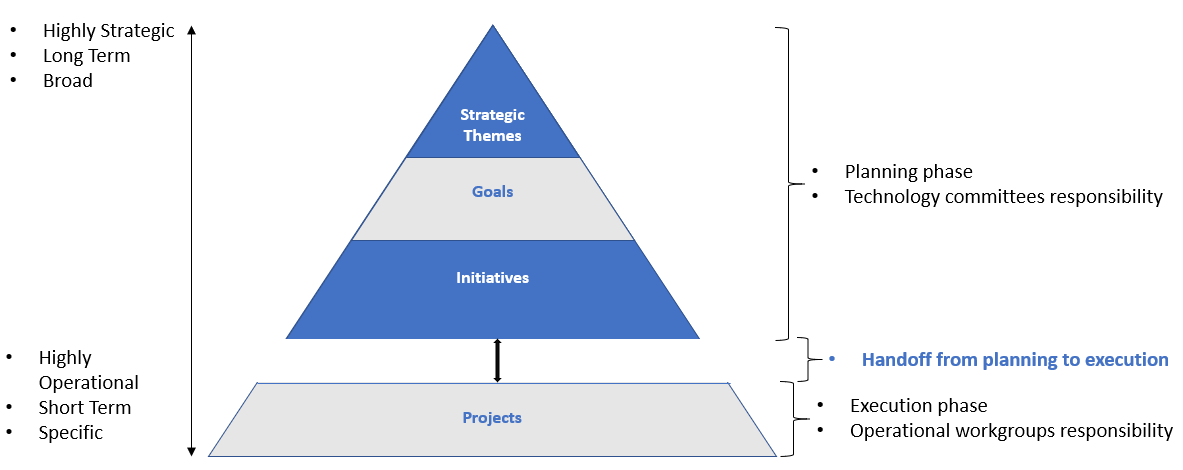 • Highly Strategic
• Long Term
• Broad
Strategic
Themes
Goals
Initiatives
• Planning phase
• Technology committees responsibility
• Handoff from planning to execution
• Highly
Operational
• Short Term
• Specific
Projects
• Execution phase
• Operational workgroups responsibility